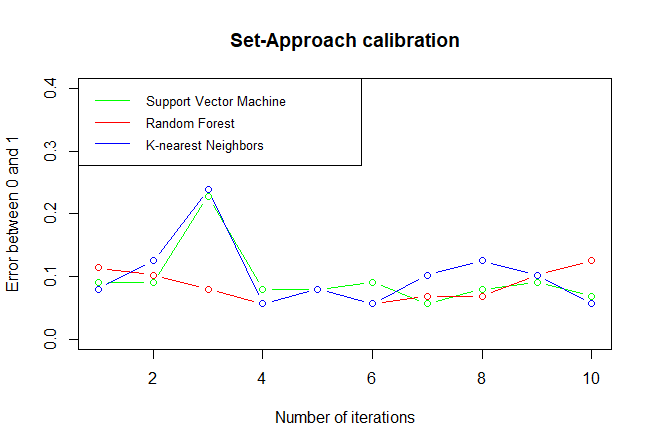 Set-Approach calibration
Support Vector Machine
Random Forest
K-nearest Neighbors
Error between 0 and 1
0.4
0.3
0.2
0.1
0.0
2 4 6 8 10
Number of iterations